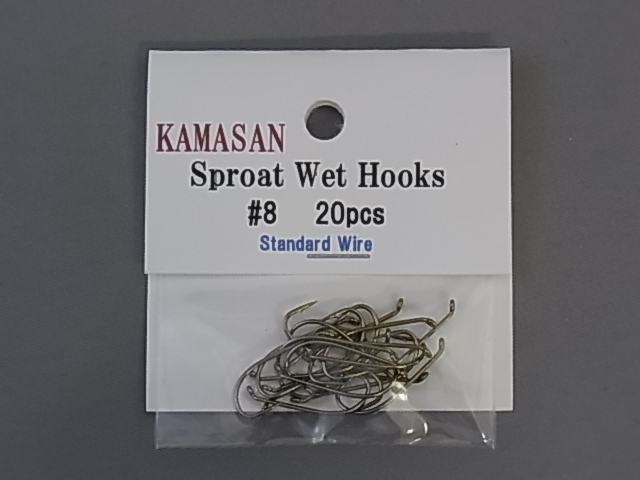 KAMASAN
Sproat Wet Hooks
#8 20pcs
Standard Wire